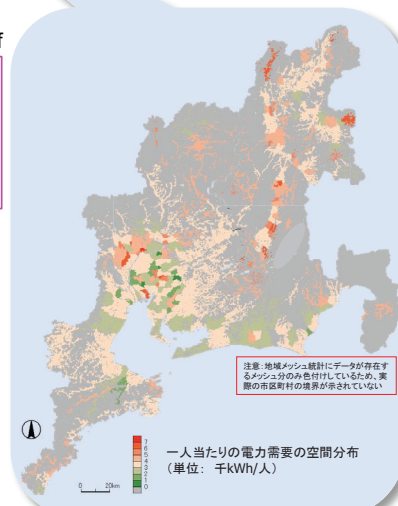 f
注意：地域メッシュ統計にデータが存在す
るメッシュ分のみ色付けしているため、実
際の市区町村の境界が示されていない
7
6
5
4
3
2
1
0
一人当たりの電力需要の空間分布
（単位： 千kWh/人）
0 20km